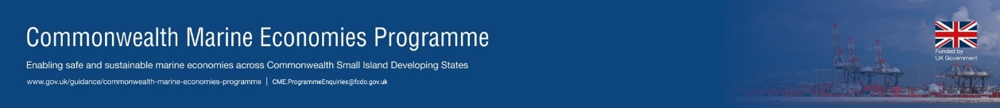 Commonwealth Marine Economies Programme
Enabling safe and sustainable marine economies across Commonwealth Small Island Developing States
www.gov.uk/guidance/commonwealth-marine-economies-programme | CME.ProgrammeEnquiries@fcdo.gov.uk
Funded by
UK Government